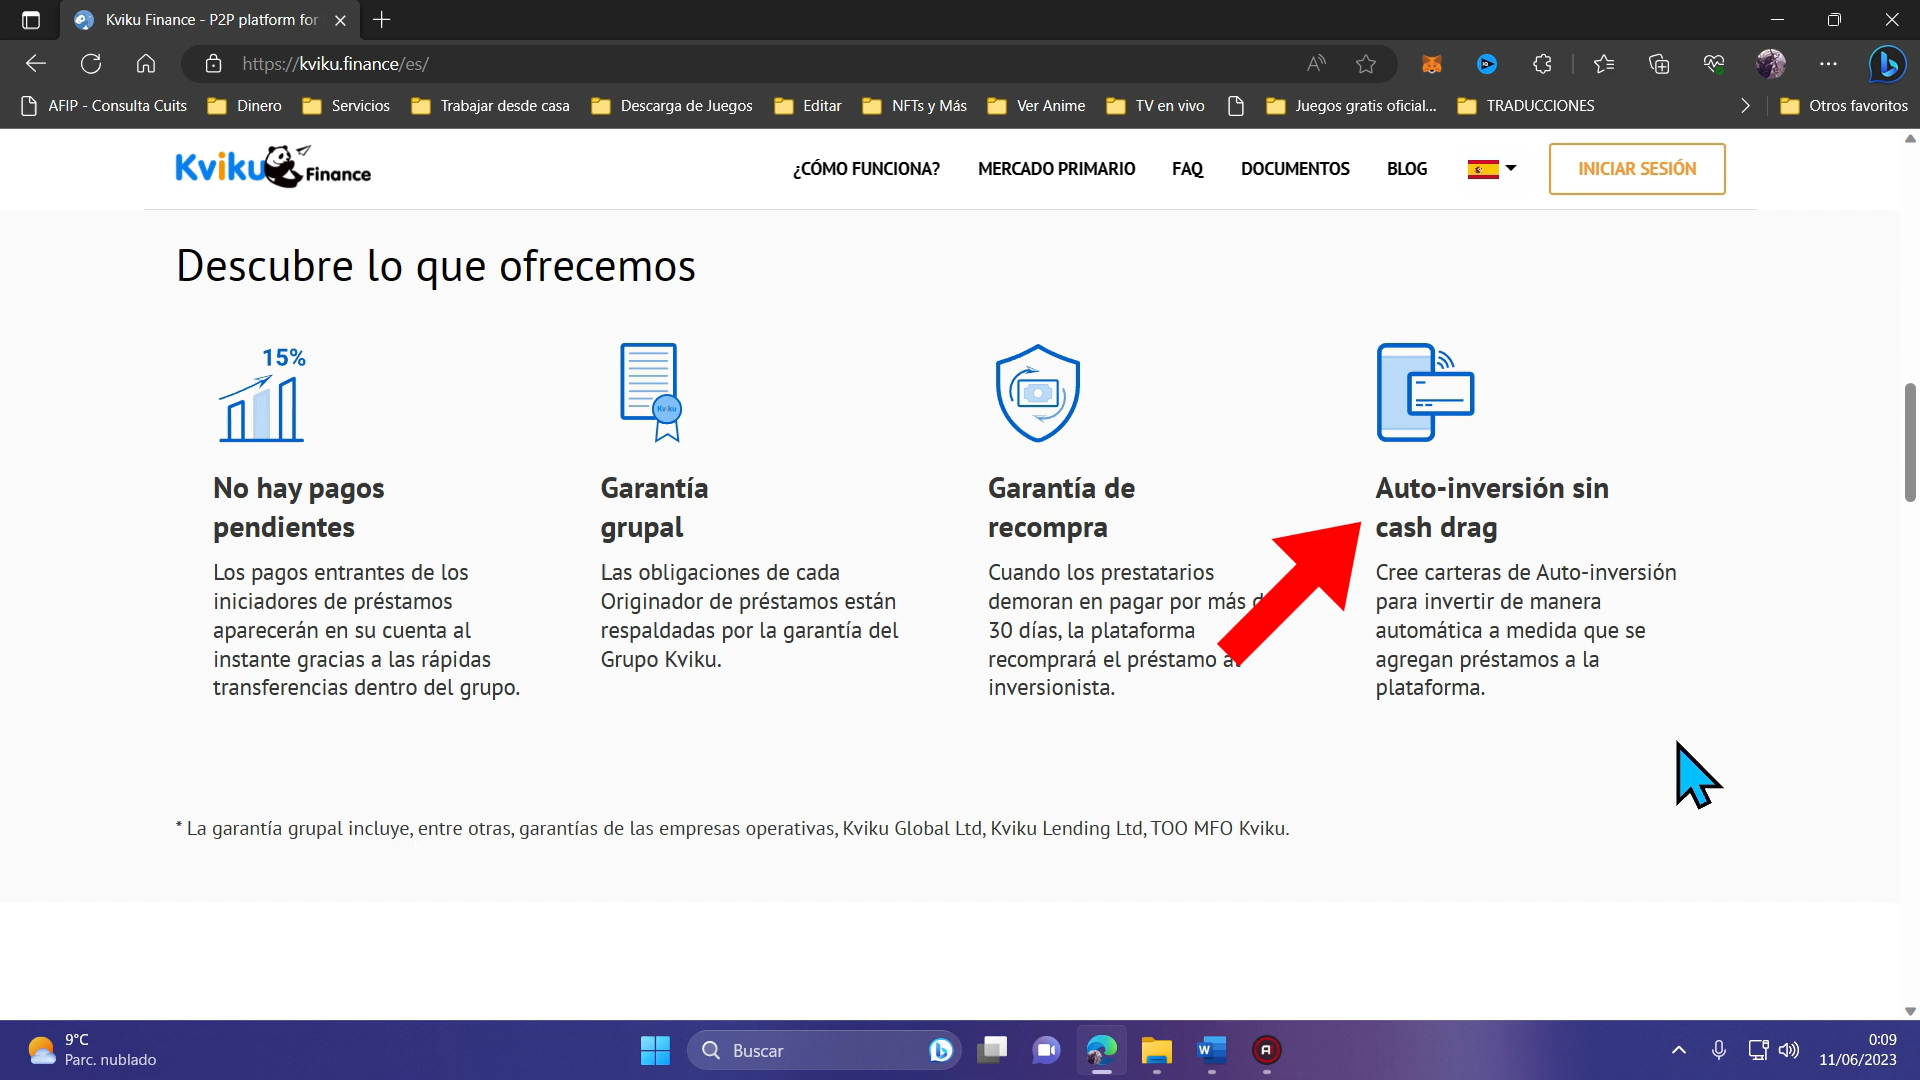 Kviku Finance - P2P platform for
https://kviku.finance/es/
AFIP - Consulta Cuits
Dinero
Servicios
Trabajar desde casa
Descarga de Juegos
Editar
NFTs y Más
Ver Anime
TV en vivo
Juegos gratis oficial...
TRADUCCIONES
Otros favoritos
Kviku Finance
¿CÓMO FUNCIONA?
MERCADO PRIMARIO
FAQ
DOCUMENTOS
BLOG
INICIAR SESIÓN
Descubre lo que ofrecemos
15%
No hay pagos
pendientes
Los pagos entrantes de los
iniciadores de préstamos
aparecerán en su cuenta al
instante gracias a las rápidas
transferencias dentro del grupo.
Kviku
Garantía
grupal
Las obligaciones de cada
Originador de préstamos están
respaldadas por la garantía del
Grupo Kviku.
Garantía de
recompra
Cuando los prestatarios
demoran en pagar por más
30 días, la plataforma
recomprará el préstamo
inversionista.
Auto-inversión sin
cash drag
Cree carteras de Auto-inversión
para invertir de manera
automática a medida que se
agregan préstamos a la
plataforma.
* La garantía grupal incluye, entre otras, garantías de las empresas operativas, Kviku Global Ltd, Kviku Lending Ltd, TOO MFO Kviku.
9°C
Parc. nublado
Buscar
0:09
11/06/2023